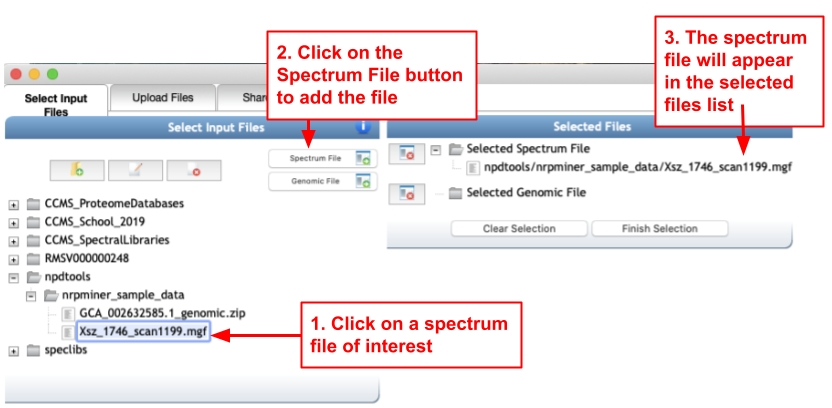 2. Click on the
Spectrum File button
to add the file
3. The spectrum
file will appear
in the selected
files list
Select Input
Files
Upload Files
Shar
Select Input Files
Spectrum File
Genomic File
CCMS_ProteomeDatabases
CCMS_School_2019
CCMS_SpectralLibraries
RMSV000000248
npdtools
nrpminer_sample_data
GCA_002632585.1_genomic.zip
Xsz_1746_scan1199.mgf
speclibs
1. Click on a spectrum
file of interest
Selected Files
Selected Spectrum File
npdtools/nrpminer_sample_data/Xsz_1746_scan1199.mgf
Selected Genomic File
Clear Selection
Finish Selection